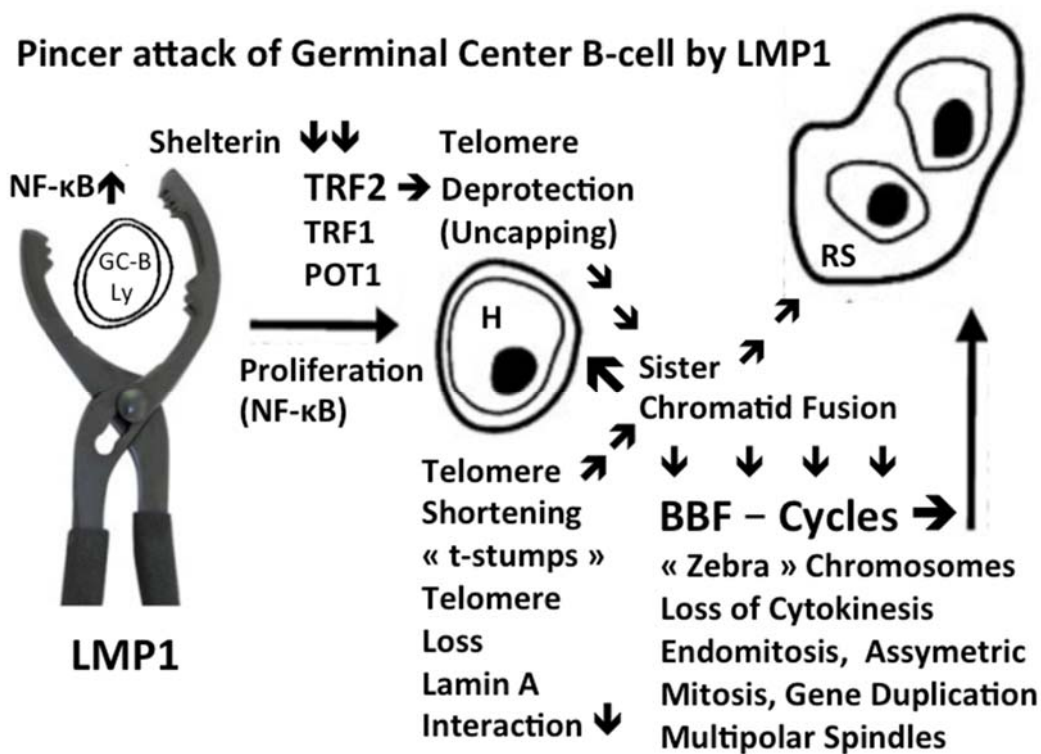 Pincer attack of Germinal Center B-cell by LMP1
Shelterin ↓↓
NF-κB↑
TRF2 →
TRF1
POT1
Telomere
Deprotection
(Uncapping)
GC-B
Ly
Proliferation
(NF-κB)
H
RS
Sister
Chromatid Fusion
Telomere
Shortening
« t-stumps »
Telomere
Loss
Lamin A
Interaction ↓
BBF – Cycles →
« Zebra » Chromosomes
Loss of Cytokinesis
Endomitosis, Assymetric
Mitosis, Gene Duplication
Multipolar Spindles
LMP1